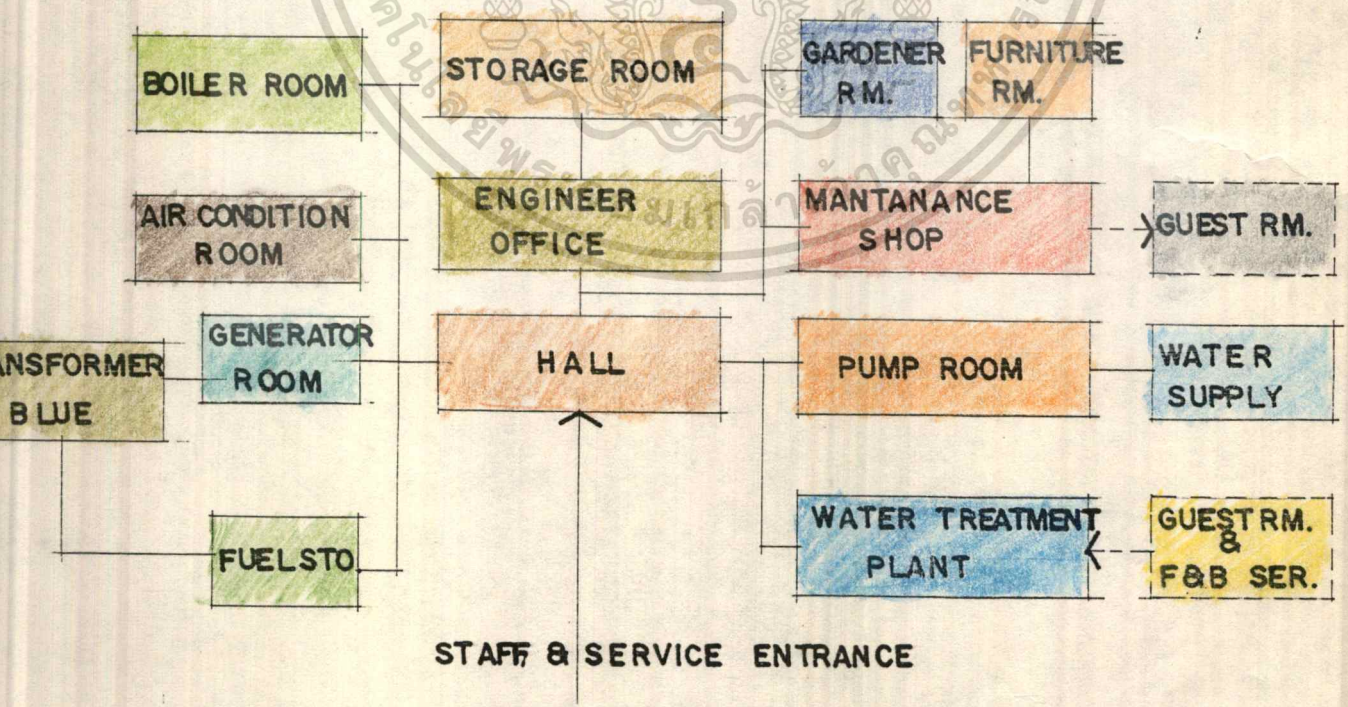 BOILER ROOM
STORAGE ROOM
GARDENER
RM.
FURNITURE
RM.
AIR CONDITION
ROOM
ENGINEER
OFFICE
MANTANANCE
SHOP
GUEST RM.
ANSFORMER
BLUE
GENERATOR
ROOM
HALL
PUMP ROOM
WATER
SUPPLY
FUELSTO.
WATER TREATMENT
PLANT
GUEST RM.
&
F&B SER.
STAFF & SERVICE ENTRANCE